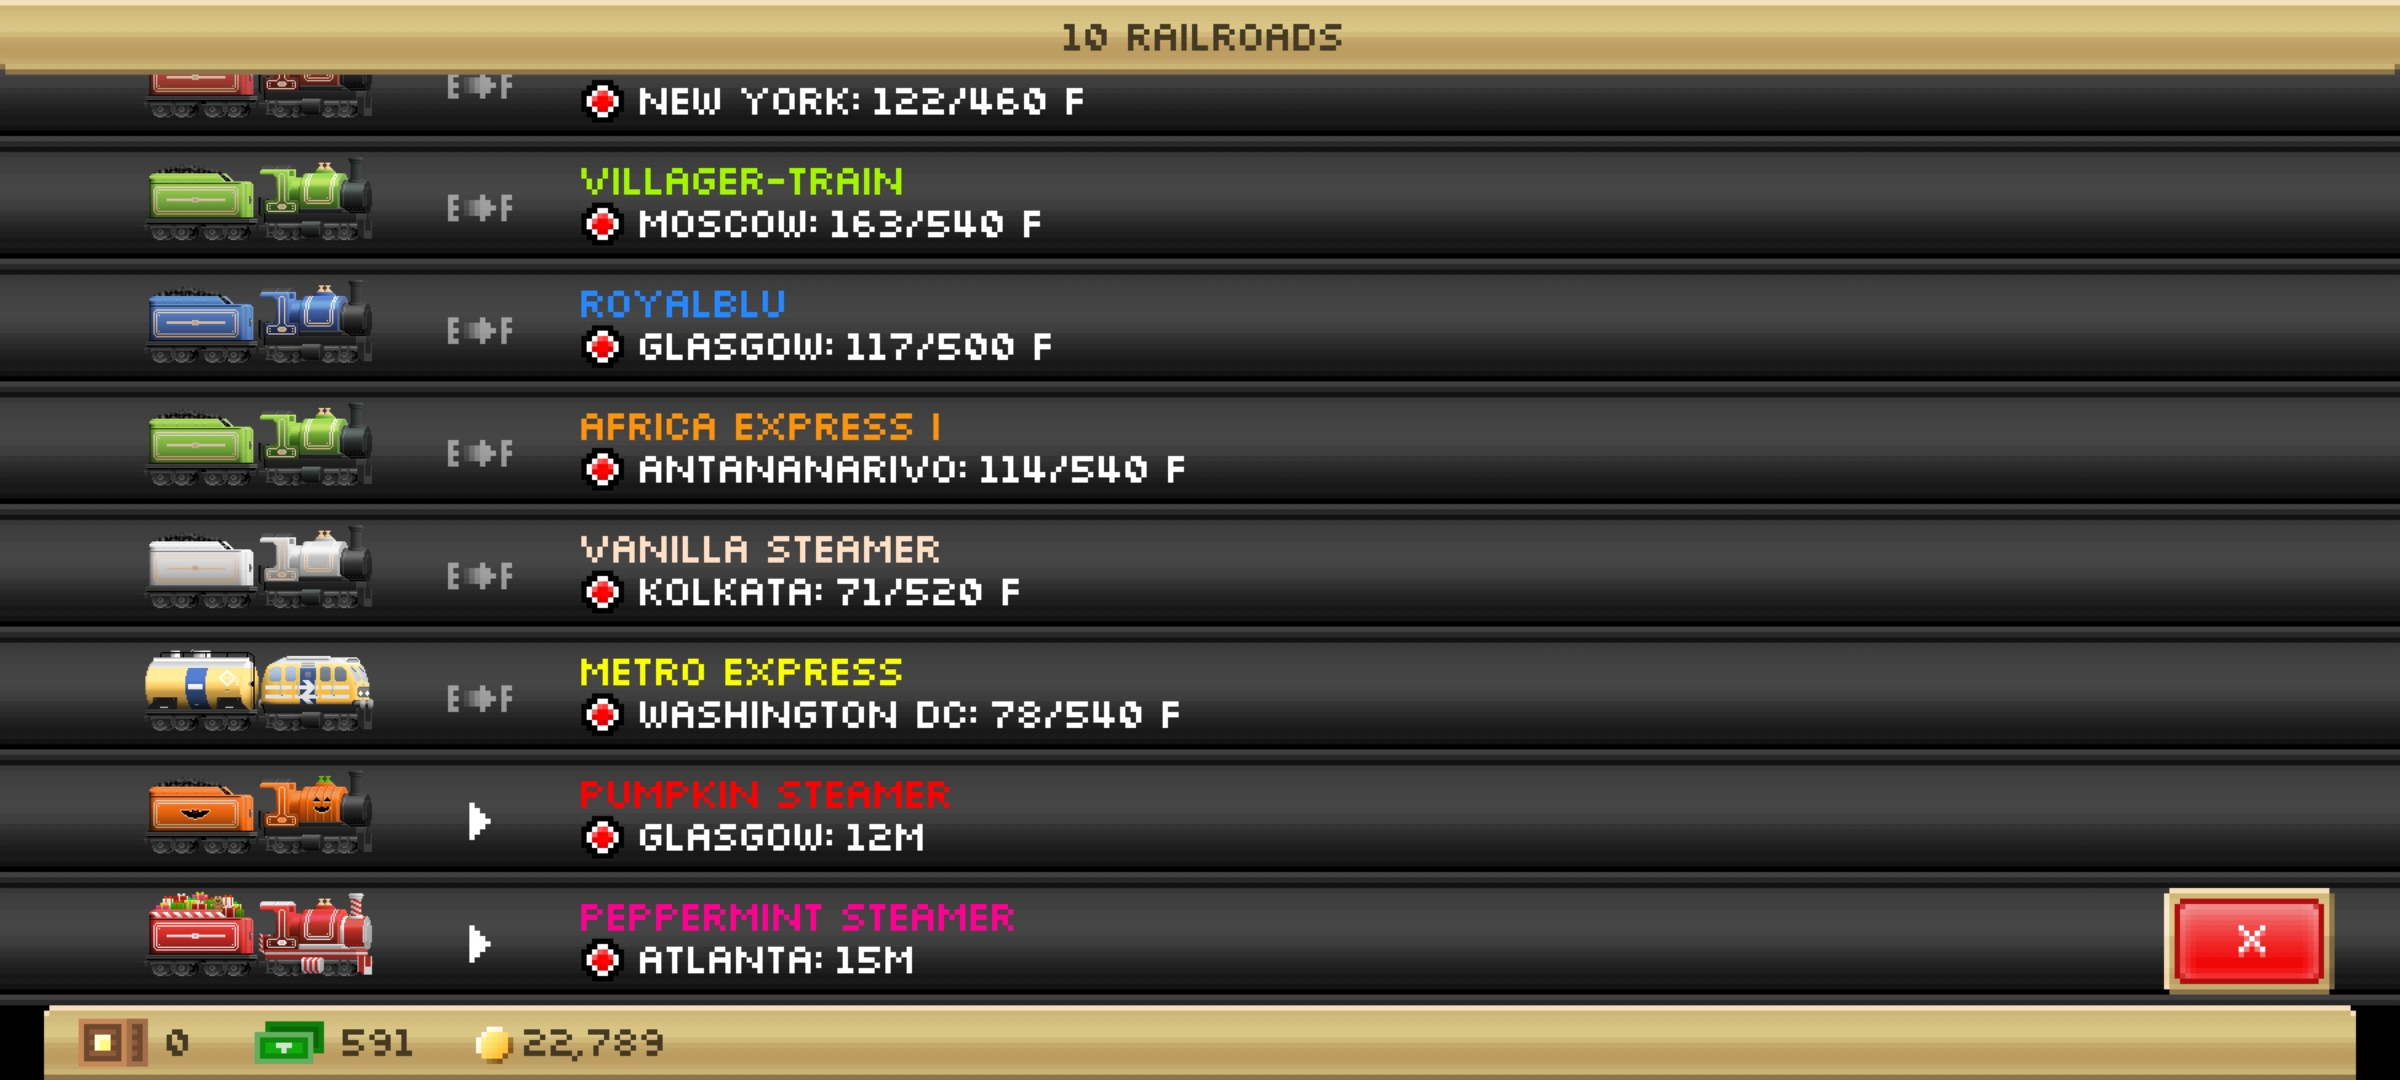 10 RAILROADS
E F
NEW YORK: 122/460 F
VILLAGER-TRAIN
E F
MOSCOW: 163/540 F
ROYALBLU
E F
GLASGOW: 117/500 F
AFRICA EXPRESS I
E F
ANTANANARIVO: 114/540 F
VANILLA STEAMER
E F
KOLKATA: 71/520 F
METRO EXPRESS
E F
WASHINGTON DC: 78/540 F
PUMPKIN STEAMER
GLASGOW: 12M
PEPPERMINT STEAMER
ATLANTA: 15M
X
0 591 22,789